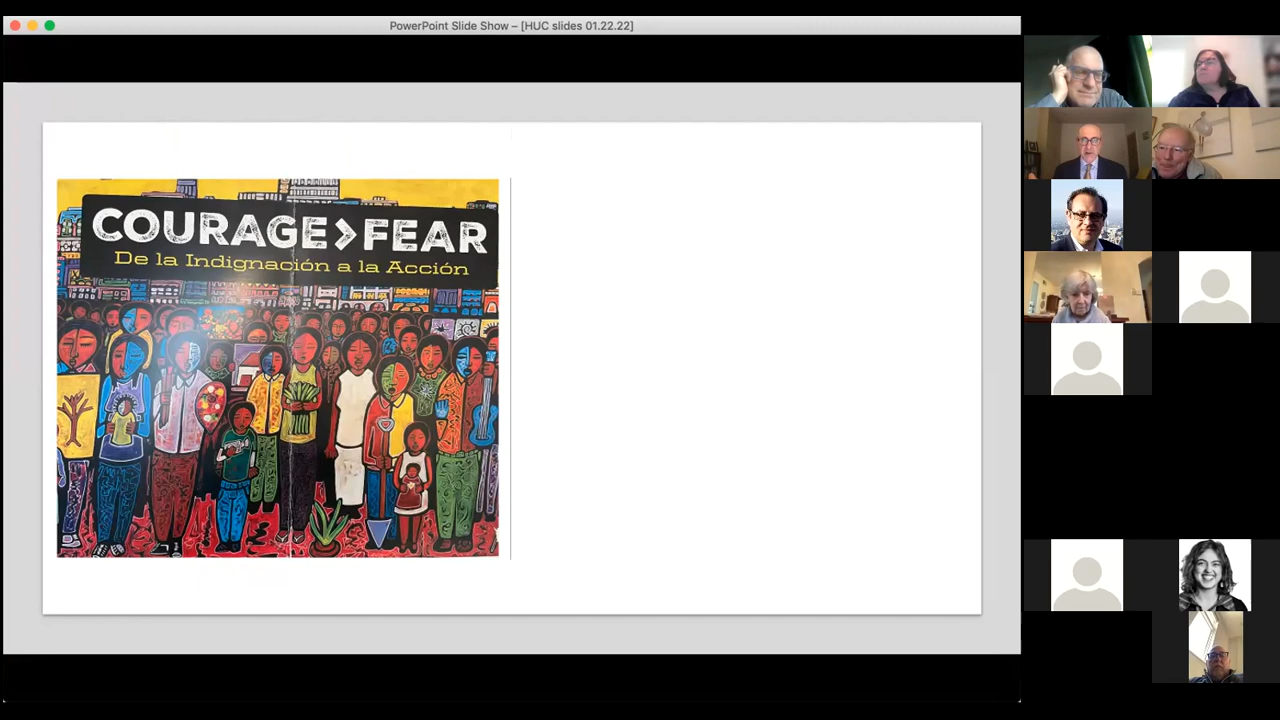 PowerPoint Slide Show – [HUC slides 01.22.22]
COURAGE>FEAR
De la Indignación a la Acción